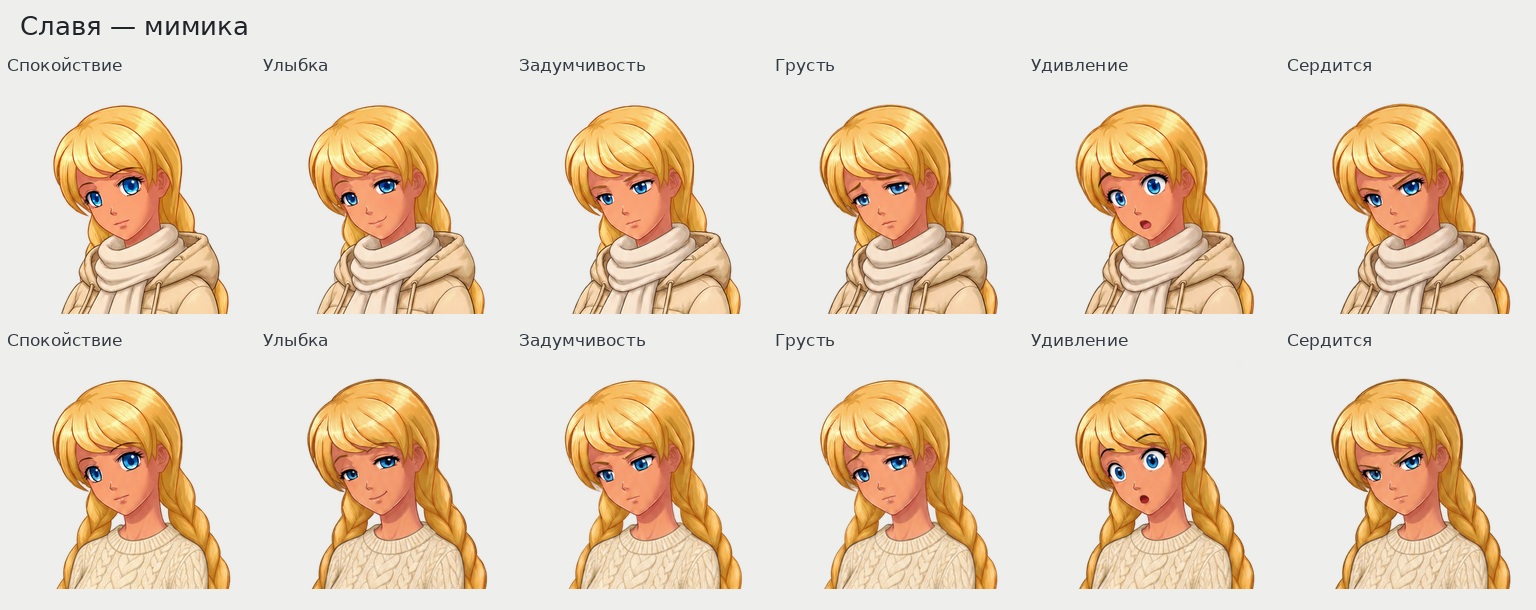 Славя — мимика
Спокойствие Улыбка Задумчивость Грусть Удивление Сердится
Спокойствие Улыбка Задумчивость Грусть Удивление Сердится